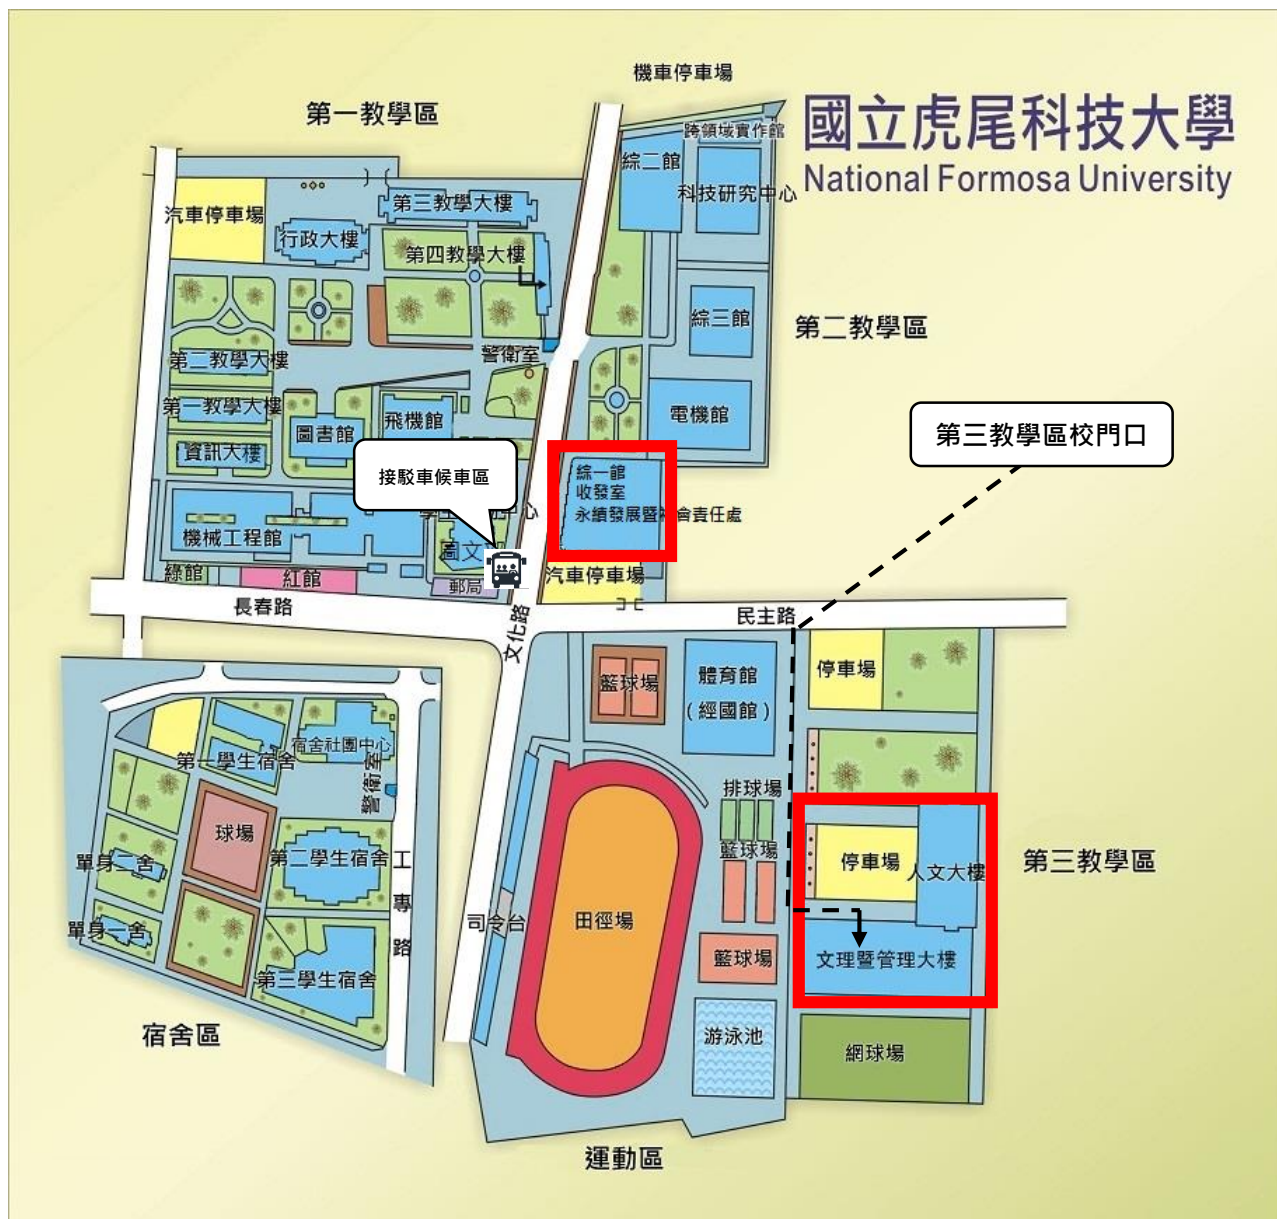 機車停車場
國立虎尾科技大學
National Formosa University
第一教學區
跨領域實作館
綜二館
科技研究中心
汽車停車場
第三教學大樓
行政大樓
第四教學大樓
綜三館
第二教學區
警衛室
第二教學大樓
第一教學大樓
飛機館
電機館
圖書館
第三教學區校門口
資訊大樓
接駁車候車區
綜一館
收發室
永續發展暨社會責任處
機械工程館
綠館
紅館
郵局
汽車停車場
長春路
民主路
文化路
籃球場
體育館
(經國館)
停車場
第一學生宿舍
宿舍社團中心
警衛室
排球場
球場
籃球場
停車場
人文大樓
第三教學區
單身二舍
第二學生宿舍
工專路
單身一舍
司令台
田徑場
籃球場
文理暨管理大樓
第三學生宿舍
宿舍區
游泳池
網球場
運動區